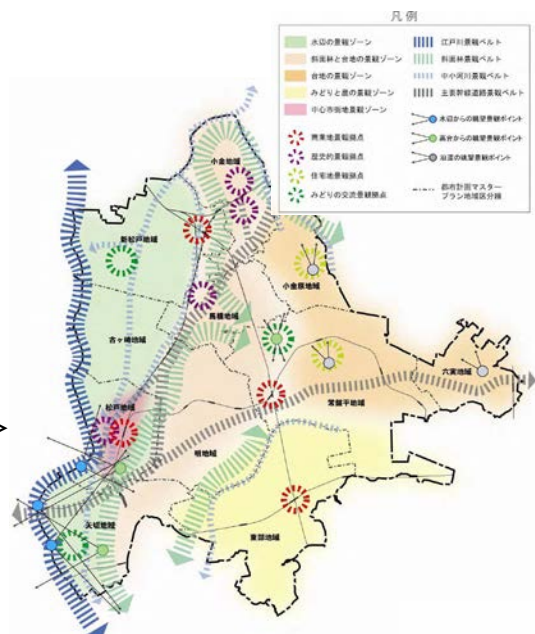 凡例
水辺の景観ゾーン
斜面林と台地の景観ゾーン
台地の景観ゾーン
みどりと農の景観ゾーン
中心市街地景観ゾーン
商業地景観拠点
歴史的景観拠点
住宅地景観拠点
みどりの交流景観拠点
江戸川景観ベルト
斜面林景観ベルト
中小河川景観ベルト
主要幹線道路景観ベルト
水辺からの眺望景観ポイント
高台からの眺望景観ポイント
沿道の眺望景観ポイント
都市計画マスター
プラン地域区分線
小金地域
新松戸地域
小金原地域
馬橋地域
古ヶ崎地域
六実地域
松戸地域
常盤平地域
明地域
矢切地域
東部地域